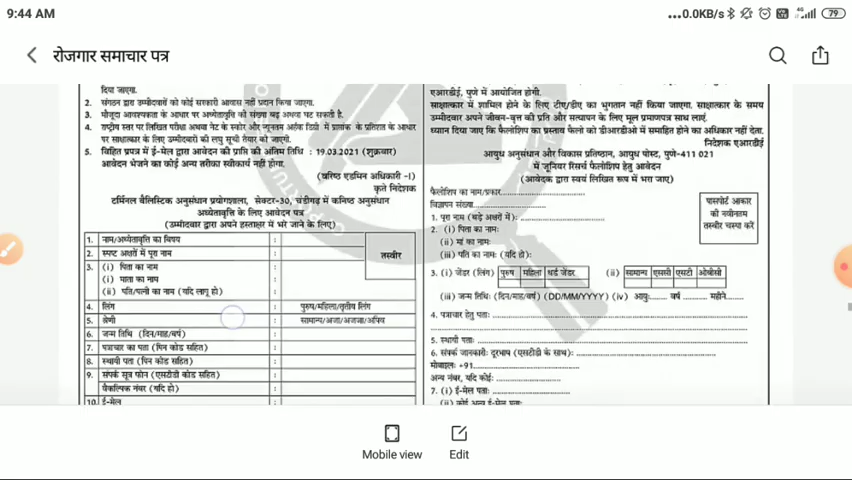 9:44 AM
...0.0KB/s
4G
79
रोजगार समाचार पत्र
दिया जाएगा.
2. संगठन द्वारा उम्मीदवारों को कोई सरकारी आवास नहीं प्रदान किया जाएगा.
3. मौजूदा आवश्यकता के आधार पर अध्येतावृत्ति की संख्या बढ़ अथवा घट सकती है.
4. राष्ट्रीय स्तर पर लिखित परीक्षा अथवा नेट के स्कोर और न्यूनतम अर्हक डिग्री में प्राप्तांक के प्रतिशत के आधार
पर साक्षात्कार के लिए उम्मीदवारों की लघु सूची तैयार को जाएगी.
5. विहित प्रपत्र में ई-मेल द्वारा आवेदन की प्राप्ति की अंतिम तिथि : 19.03.2021 (शुक्रवार)
आवेदन भेजने का कोई अन्य तरीका स्वीकार्य नहीं होगा.
(वरिष्ठ एडमिन अधिकारी -I)
कृते निदेशक
टर्मिनल बैलिस्टिक अनुसंधान प्रयोगशाला, सेक्टर-30, चंडीगढ़ में कनिष्ठ अनुसंधान
अध्येतावृत्ति के लिए आवेदन पत्र
(उम्मीदवार द्वारा अपने हस्ताक्षर में भरे जाने के लिए)
1. नाम/अध्येतावृत्ति का विषय :
2. स्पष्ट अक्षरों में पूरा नाम :
तस्वीर
3. (i) पिता का नाम :
(i) माता का नाम :
(ii) पति/पत्नी का नाम (यदि लागू हो) :
4. लिंग : पुरुष/महिला/तृतीय लिंग
5. श्रेणी : सामान्य/अजा/अजजा/अपिव
6. जन्म तिथि (दिन/माह/वर्ष) :
7. पत्राचार का पता (पिन कोड सहित) :
8. स्थायी पता (पिन कोड सहित) :
9. संपर्क सूत्र फोन (एसटीडी कोड सहित) :
वैकल्पिक नंबर (यदि हो) :
10. ई-मेल :
एआरडीई, पुणे में आयोजित होगी.
साक्षात्कार में शामिल होने के लिए टीए/डीए का भुगतान नहीं किया जाएगा. साक्षात्कार के समय
उम्मीदवार अपने जीवन-वृत्त की प्रति और सत्यापन के लिए मूल प्रमाणपत्र साथ लाएं.
ध्यान दिया जाए कि फैलोशिप का प्रस्ताव फैलो को डीआरडीओ में समाहित होने का अधिकार नहीं देता.
निदेशक एआरडीई
आयुध अनुसंधान और विकास प्रतिष्ठान, आयुध पोस्ट, पुणे-411 021
में जूनियर रिसर्च फैलोशिप हेतु आवेदन
(आवेदक द्वारा स्वयं लिखित रूप में भरा जाए)
फैलोशिप का नाम/प्रकार
विज्ञापन संख्या
पासपोर्ट आकार
की नवीनतम
तस्वीर चस्पा करें
1. पूरा नाम (बड़े अक्षरों में):
2. (i) पिता का नाम:
(ii) मां का नाम:
(iii) पति का नाम: (यदि हो):
3. (i) जेंडर (लिंग) पुरुष महिला थर्ड जेंडर (ii) सामान्य एससी एसटी ओबीसी
(iii) जन्म तिथि: (दिन/माह/वर्ष) (DD/MM/YYYY) (iv) आयु: वर्ष महीने
4. पत्राचार हेतु पता:
5. स्थायी पता:
6. संपर्क जानकारी: दूरभाष (एसटीडी के साथ):
मोबाइल: +91
अन्य नंबर, यदि कोई:
7. (i) ई-मेल पता:
(ii) कोई अन्य ई-मेल पता:
Mobile view
Edit